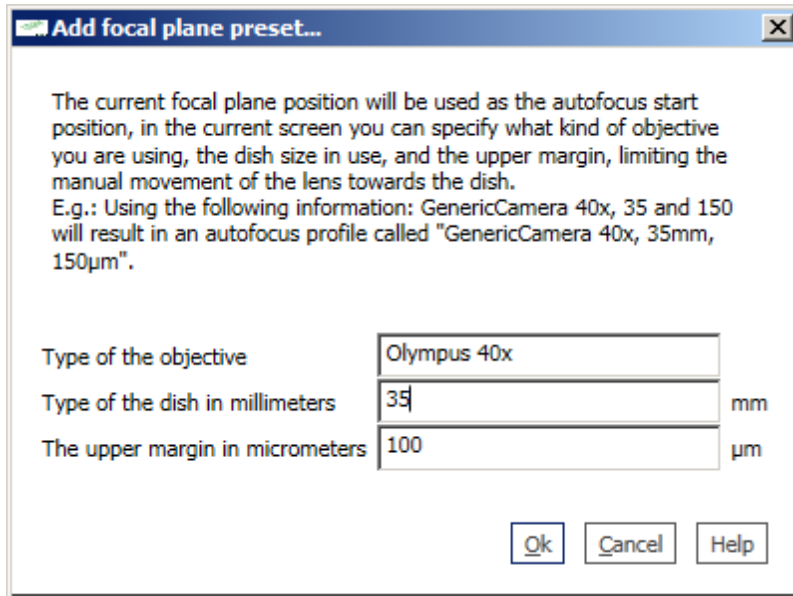 Add focal plane preset...
The current focal plane position will be used as the autofocus start
position, in the current screen you can specify what kind of objective
you are using, the dish size in use, and the upper margin, limiting the
manual movement of the lens towards the dish.
E.g.: Using the following information: GenericCamera 40x, 35 and 150
will result in an autofocus profile called "GenericCamera 40x, 35mm,
150µm".
Type of the objective Olympus 40x
Type of the dish in millimeters 35 mm
The upper margin in micrometers 100 µm
Ok Cancel Help